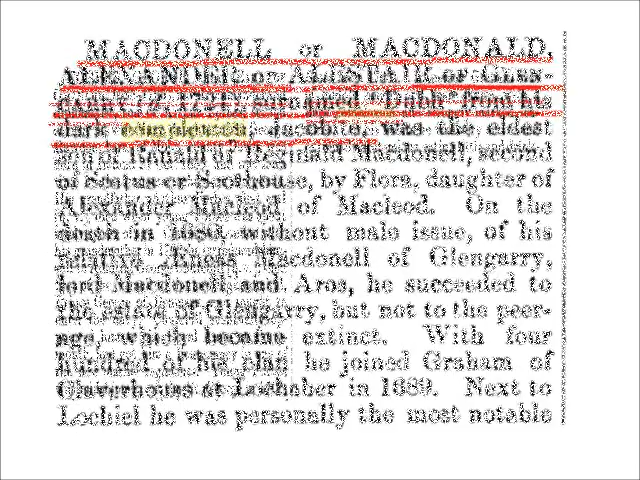 MACDONELL or MACDONALD,
ALEXANDER or ALESTAIR of GLEN-
GARRY (d. 1724), surnamed 'Dubh' from his
dark complexion, Jacobite, was the eldest
son of Ranald or Reginald Macdonell, second
of Scotus or Scothouse, by Flora, daughter of
Alexander Macleod of Macleod. On the
death in 1680, without male issue, of his
relative Æneas Macdonell of Glengarry,
lord Macdonell and Aros, he succeeded to
the estate of Glengarry, but not to the peer-
age, which became extinct. With four
hundred of his clan he joined Graham of
Claverhouse at Lochaber in 1689. Next to
Lochiel he was personally the most notable